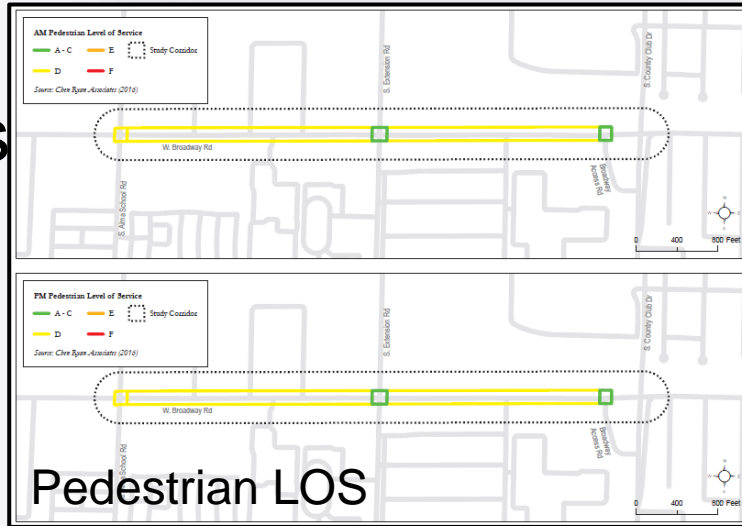 AM Pedestrian Level of Service
A - C
E
Study Corridor
D
F
Source: Chen Ryan Associates (2016)
S. Extension Rd
S. Country Club Dr
S
W. Broadway Rd
S. Alma School Rd
Broadway
Access Rd
N
W
E
S
0
400
800 Feet
PM Pedestrian Level of Service
A - C
E
Study Corridor
D
F
Source: Chen Ryan Associates (2016)
S. Extension Rd
S. Country Club Dr
W. Broadway Rd
School Rd
Broadway
Access Rd
N
W
E
S
0
400
800 Feet
Pedestrian LOS